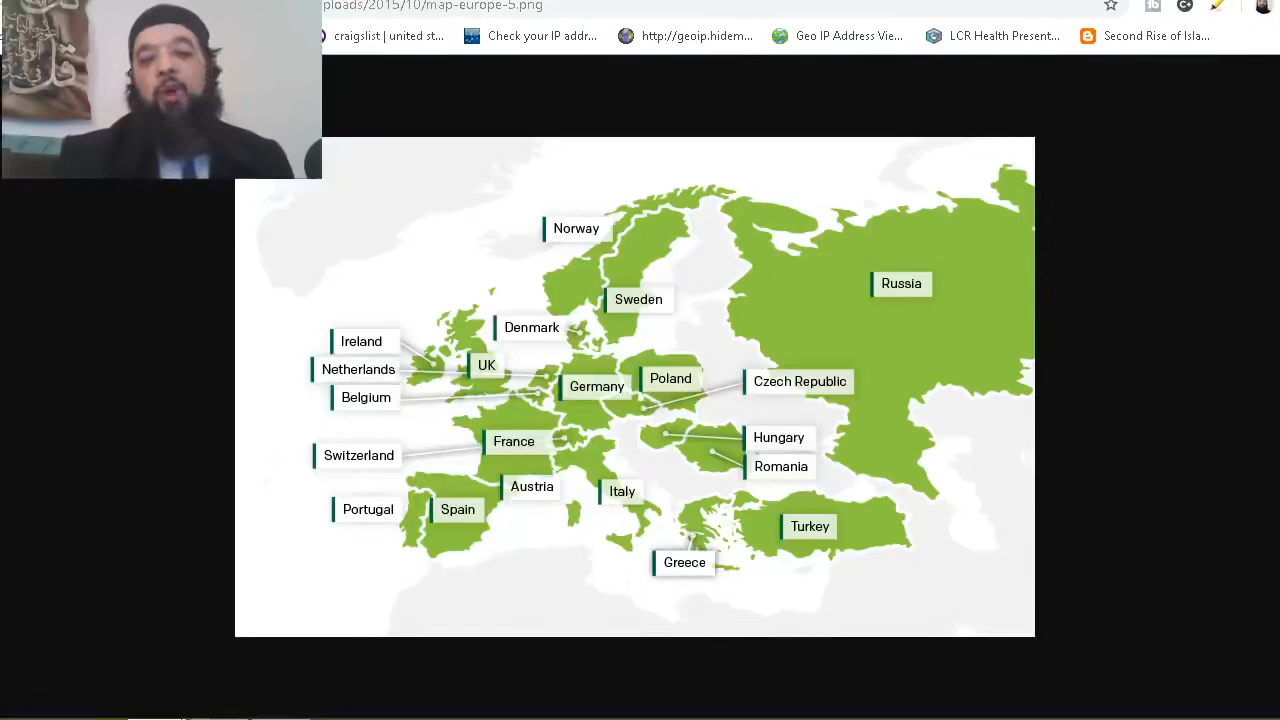 ploads/2015/10/map-europe-5.png
craigslist | united st...
Check your IP addr...
http://geoip.hidem...
Geo IP Address Vie...
LCR Health Present...
Second Rise of Isla...
Norway
Russia
Sweden
Denmark
Ireland
UK
Netherlands
Germany
Poland
Czech Republic
Belgium
France
Hungary
Switzerland
Romania
Austria
Italy
Portugal
Spain
Turkey
Greece